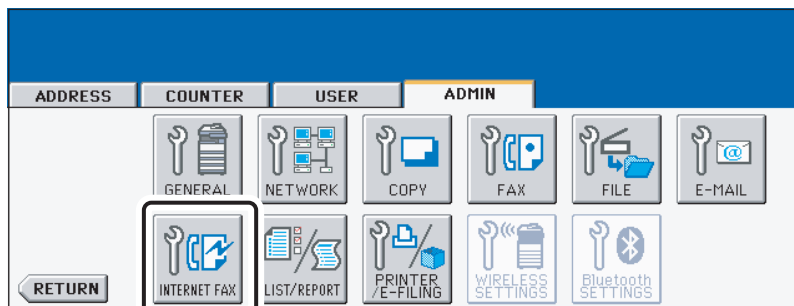 ADDRESS COUNTER USER ADMIN
GENERAL NETWORK COPY FAX FILE E-MAIL
INTERNET FAX LIST/REPORT PRINTER /E-FILING WIRELESS SETTINGS Bluetooth SETTINGS
RETURN